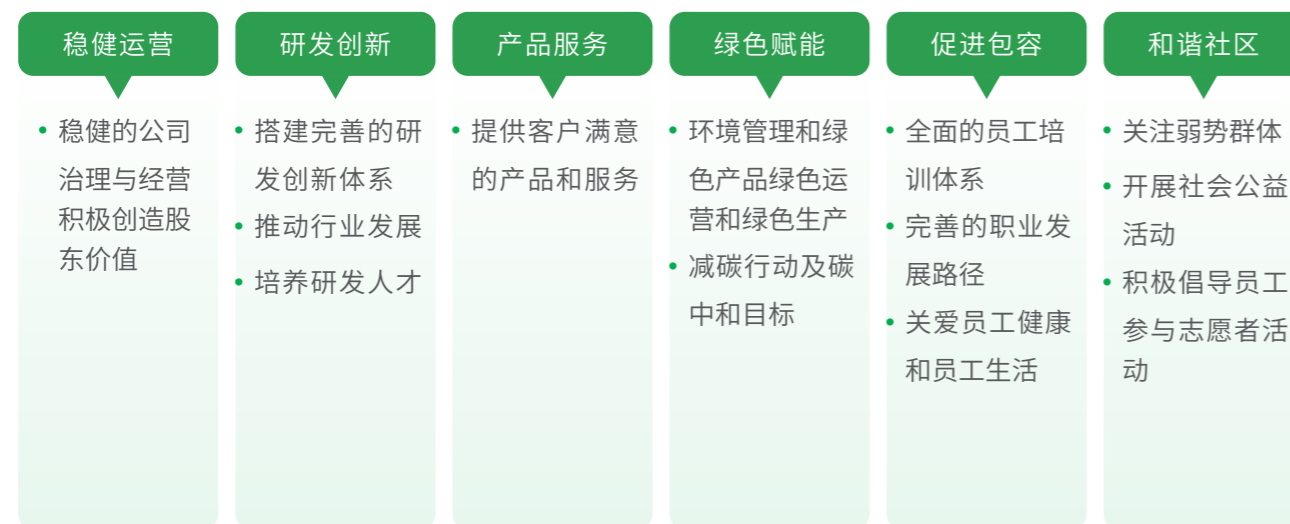 稳健运营
• 稳健的公司
治理与经营
积极创造股
东价值
研发创新
• 搭建完善的研
发创新体系
• 推动行业发展
• 培养研发人才
产品服务
• 提供客户满意
的产品和服务
绿色赋能
• 环境管理和绿
色产品绿色运
营和绿色生产
• 减碳行动及碳
中和目标
促进包容
• 全面的员工培
训体系
• 完善的职业发
展路径
• 关爱员工健康
和员工生活
和谐社区
• 关注弱势群体
• 开展社会公益
活动
• 积极倡导员工
参与志愿者活
动